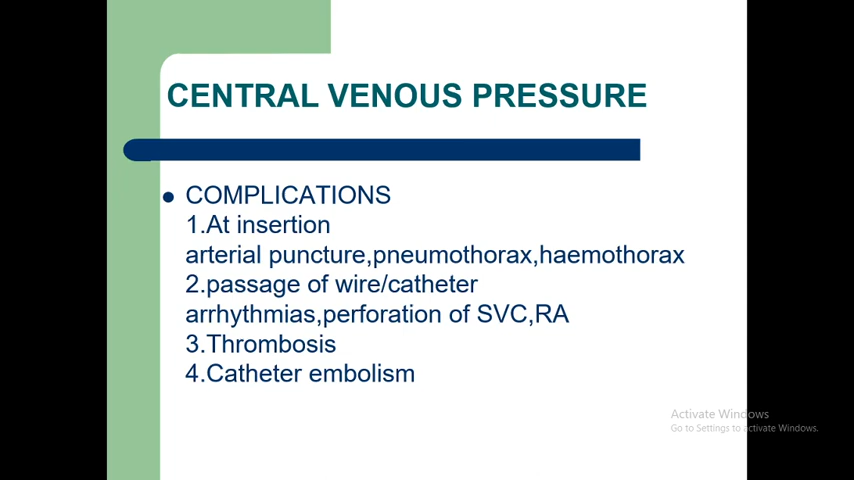 CENTRAL VENOUS PRESSURE
COMPLICATIONS
1.At insertion
arterial puncture,pneumothorax,haemothorax
2.passage of wire/catheter
arrhythmias,perforation of SVC,RA
3.Thrombosis
4.Catheter embolism
Activate Windows
Go to Settings to activate Windows.